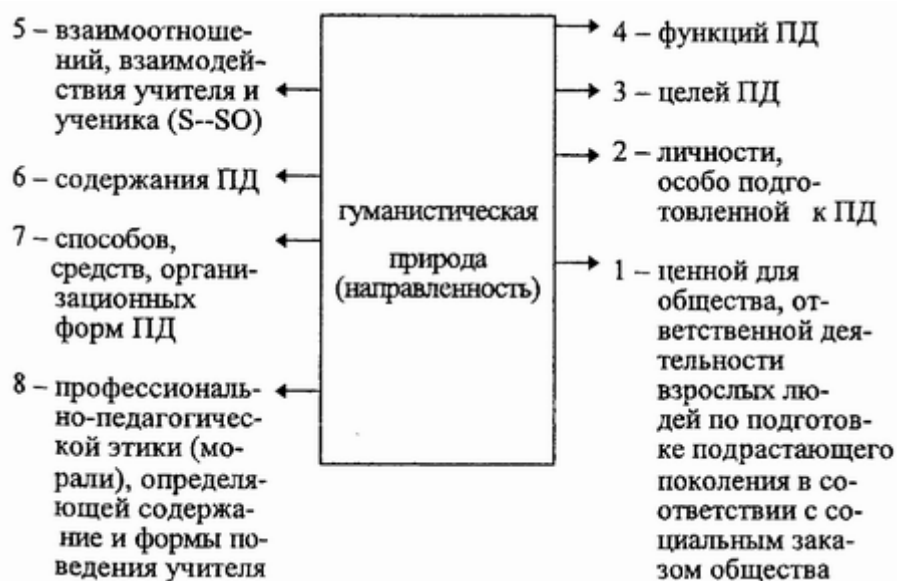 5 – взаимоотноше-
ний, взаимодей-
ствия учителя и
ученика (S--SO)
6 – содержания ПД
7 – способов,
средств, органи-
зационных
форм ПД
8 – профессиональ-
но-педагогичес-
кой этики (мо-
рали), определя-
ющей содержа-
ние и формы по-
ведения учителя
гуманистическая
природа
(направленность)
4 – функций ПД
3 – целей ПД
2 – личности,
особо подго-
товленной к ПД
1 – ценной для
общества, от-
ветственной дея-
тельности
взрослых лю-
дей по подготов-
ке подрастающего
поколения в со-
ответствии с со-
циальным зака-
зом общества